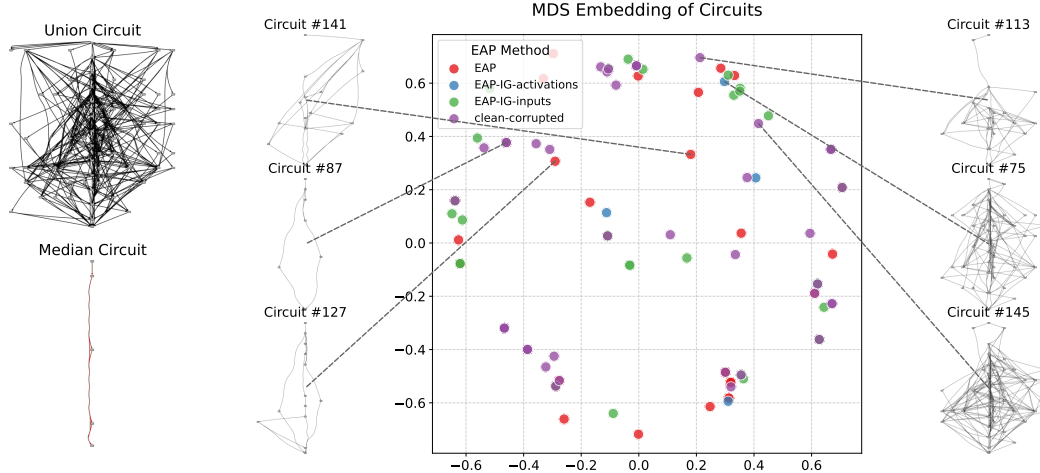 MDS Embedding of Circuits
Union Circuit
Median Circuit
Circuit #141
Circuit #87
Circuit #127
EAP Method
EAP
EAP-IG-activations
EAP-IG-inputs
clean-corrupted
0.6
0.4
0.2
0.0
−0.2
−0.4
−0.6
−0.6
−0.4
−0.2
0.0
0.2
0.4
0.6
Circuit #113
Circuit #75
Circuit #145